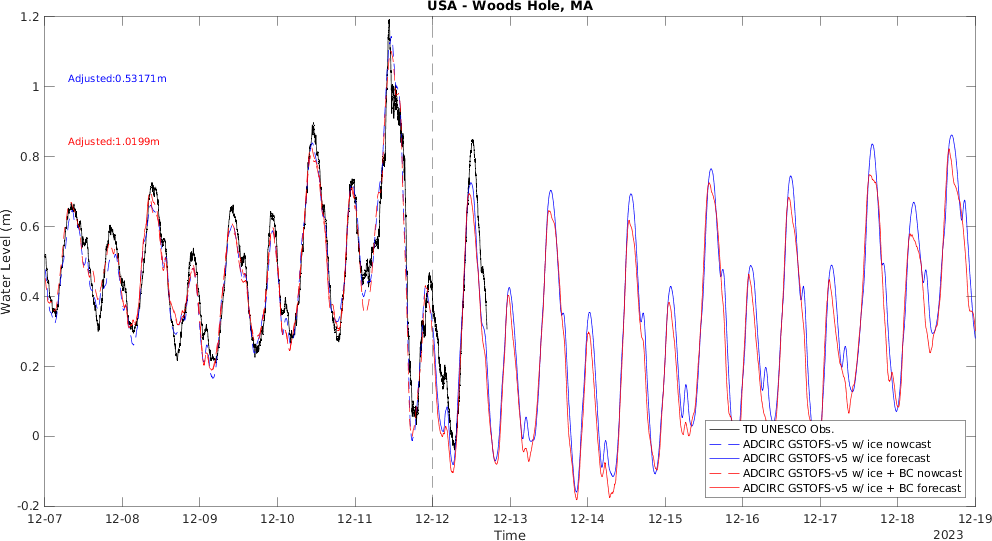 USA - Woods Hole, MA
1.2
1
0.8
0.6
0.4
0.2
0
-0.2
Water Level (m)
Adjusted:0.53171m
Adjusted:1.0199m
TD UNESCO Obs.
ADCIRC GSTOFS-v5 w/ ice nowcast
ADCIRC GSTOFS-v5 w/ ice forecast
ADCIRC GSTOFS-v5 w/ ice + BC nowcast
ADCIRC GSTOFS-v5 w/ ice + BC forecast
12-07 12-08 12-09 12-10 12-11 12-12 12-13 12-14 12-15 12-16 12-17 12-18 12-19
Time
2023